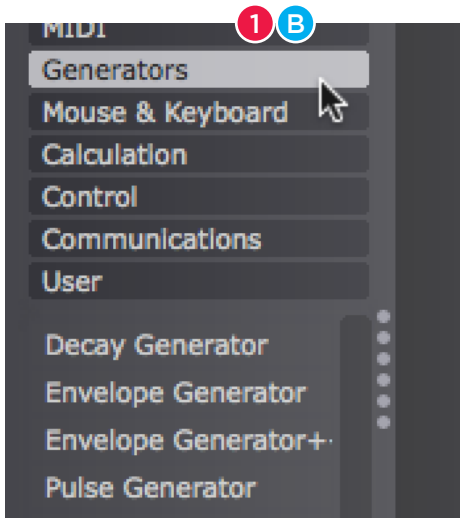 1 B
MIDI
Generators
Mouse & Keyboard
Calculation
Control
Communications
User
Decay Generator
Envelope Generator
Envelope Generator+
Pulse Generator